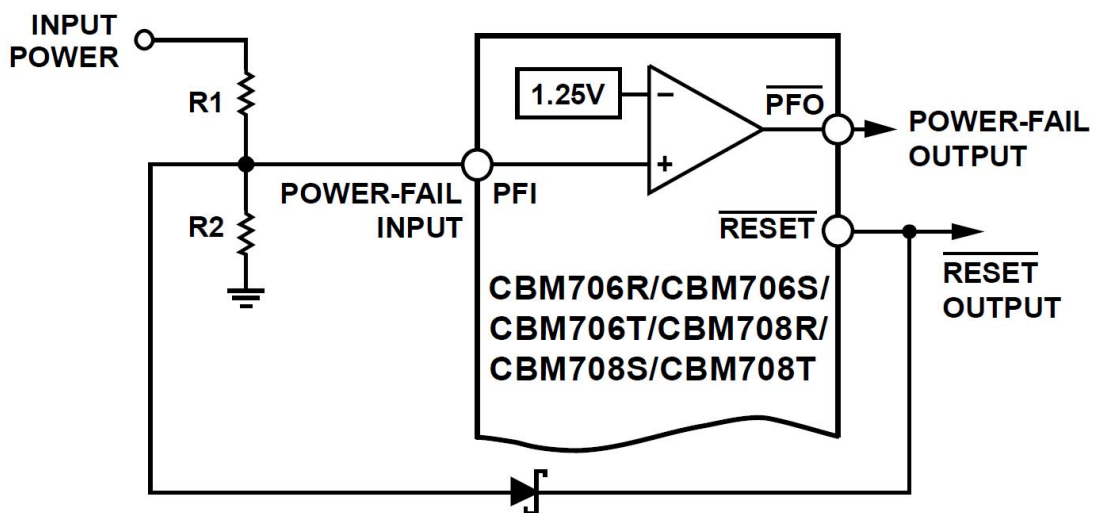 INPUT
POWER
R1
R2
POWER-FAIL
INPUT
PFI
1.25V
−
+
PFO
POWER-FAIL
OUTPUT
RESET
RESET
OUTPUT
CBM706R/CBM706S/
CBM706T/CBM708R/
CBM708S/CBM708T